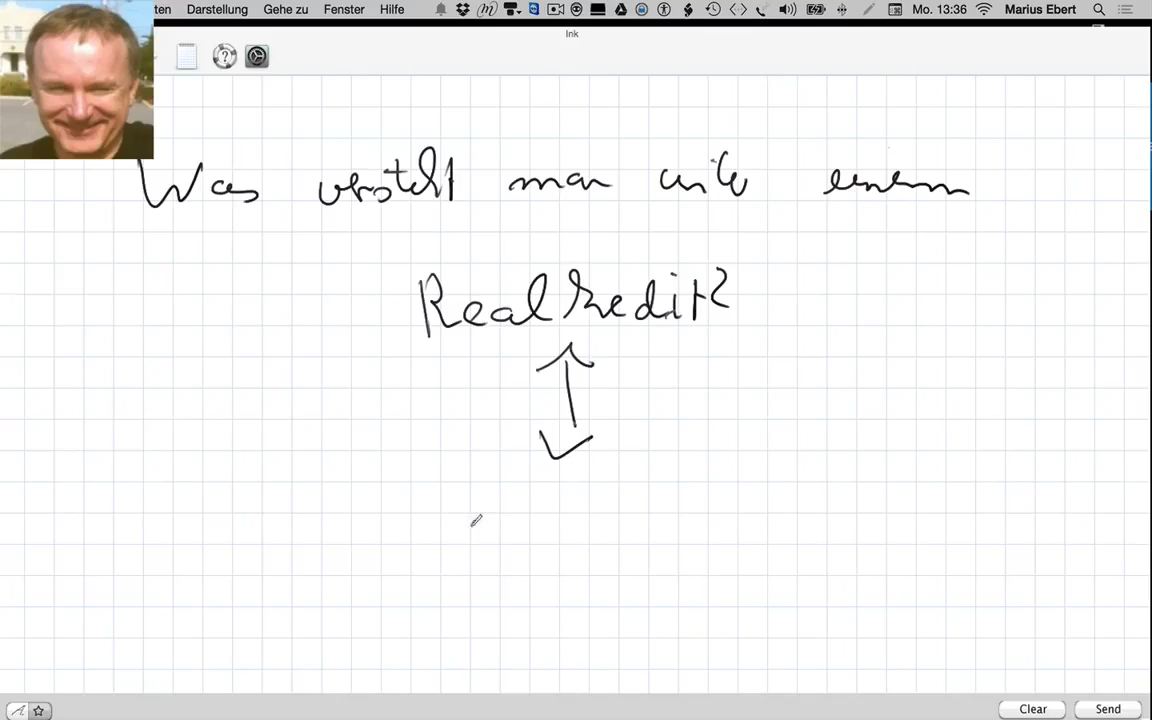 ten Darstellung Gehe zu Fenster Hilfe Mo. 13:36 Marius Ebert
Ink
Was versteht man unter einem
Realkredit?
Clear Send